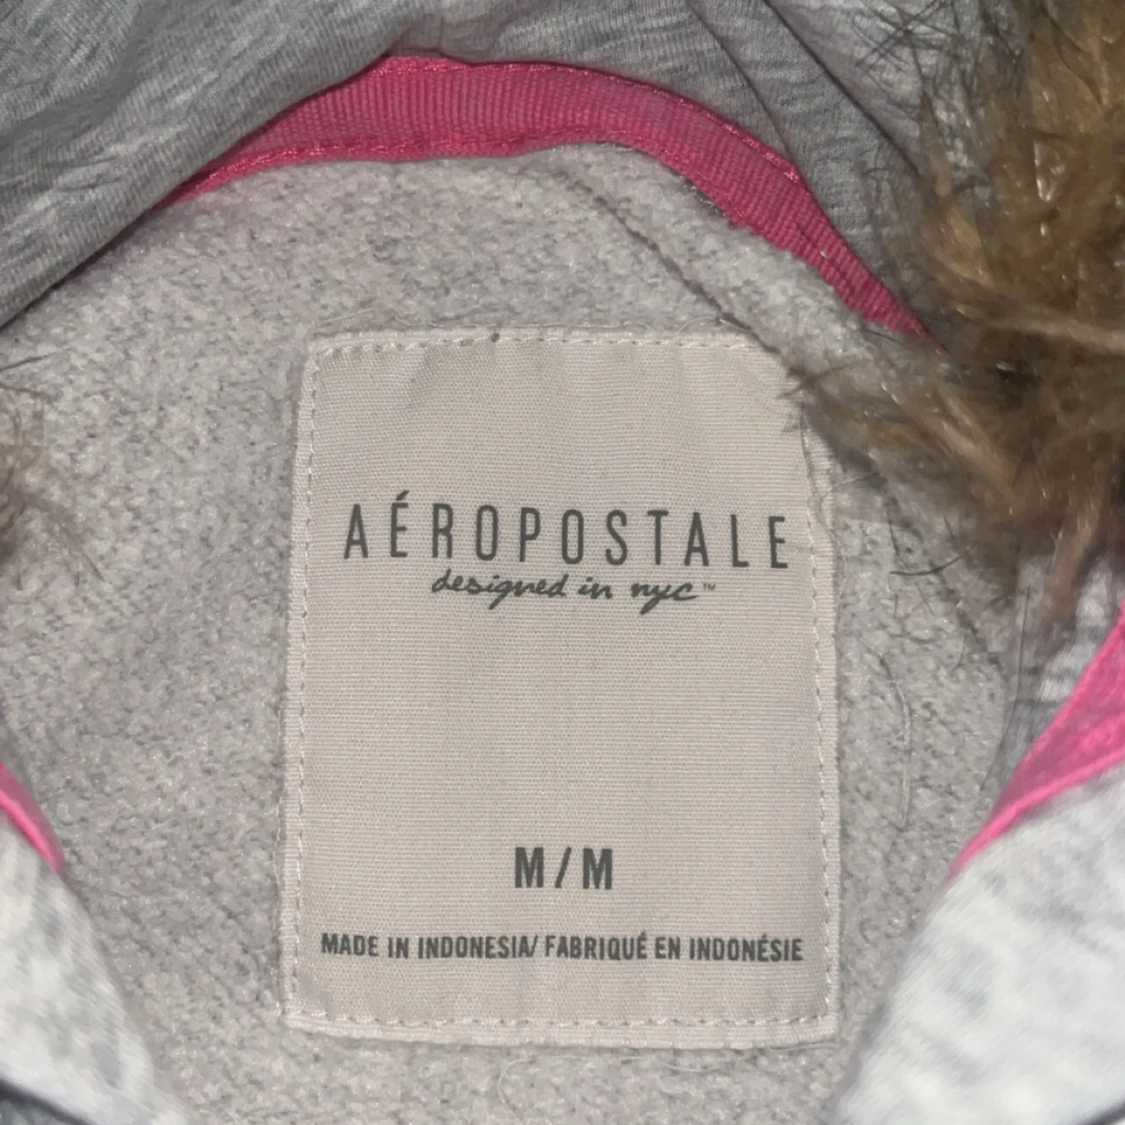 AÉROPOSTALE
designed in nyc™
M/M
MADE IN INDONESIA/ FABRIQUÉ EN INDONÉSIE